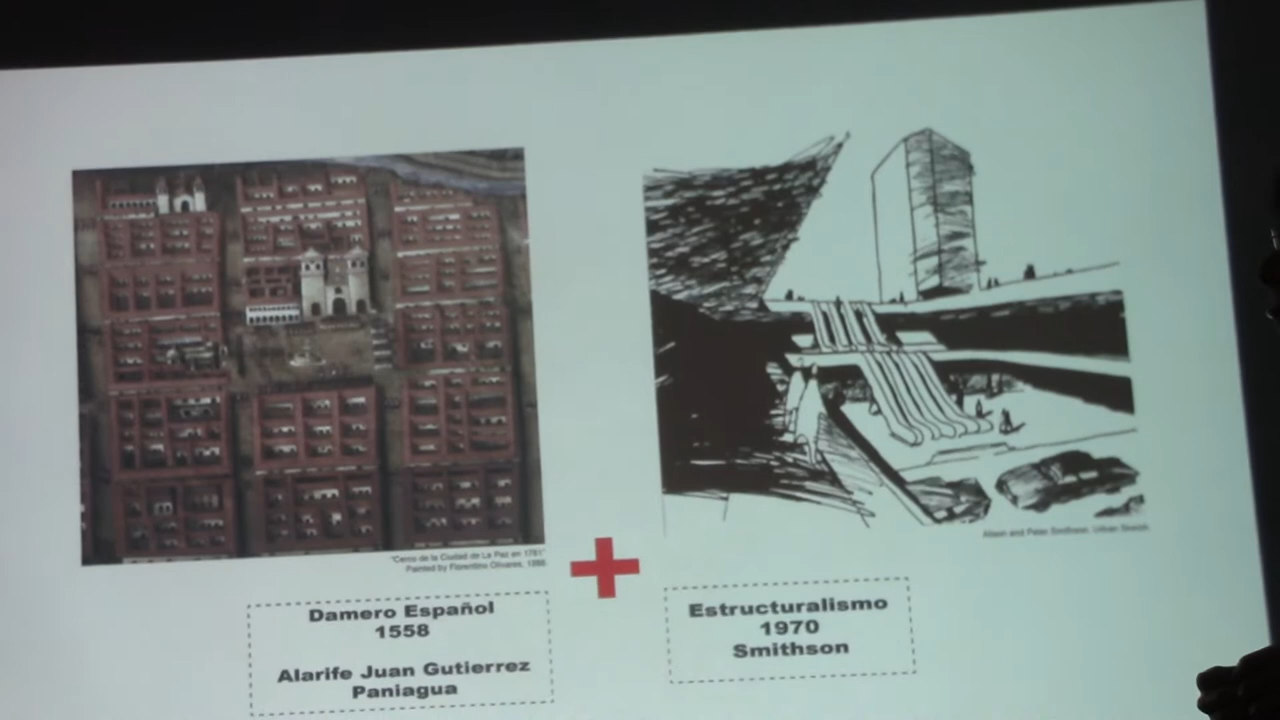 "Cerco de la Ciudad de La Paz en 1781"
Painted by Florentino Olivares, 1888
Alison and Peter Smithson. Urban Sketch
Damero Español
1558
Alarife Juan Gutierrez
Paniagua
Estructuralismo
1970
Smithson